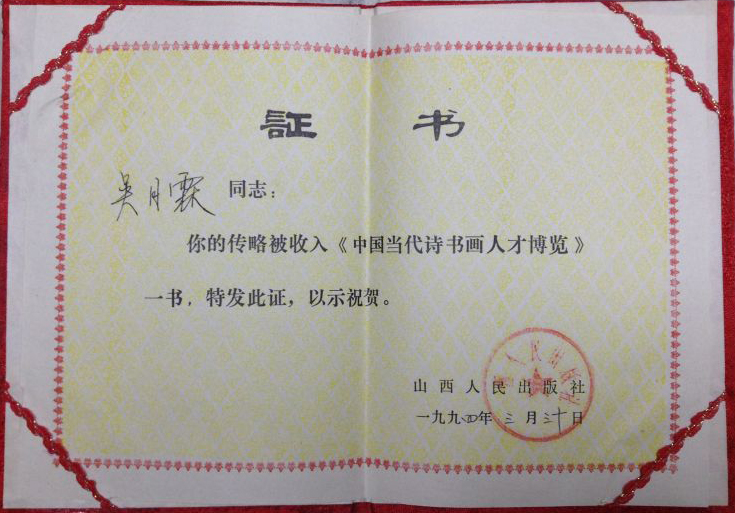 証书
吴月霖 同志：
你的传略被收入《中国当代诗书画人才博览》
一书，特发此证，以示祝贺。
山西人民出版社
一九九四年三月三十日